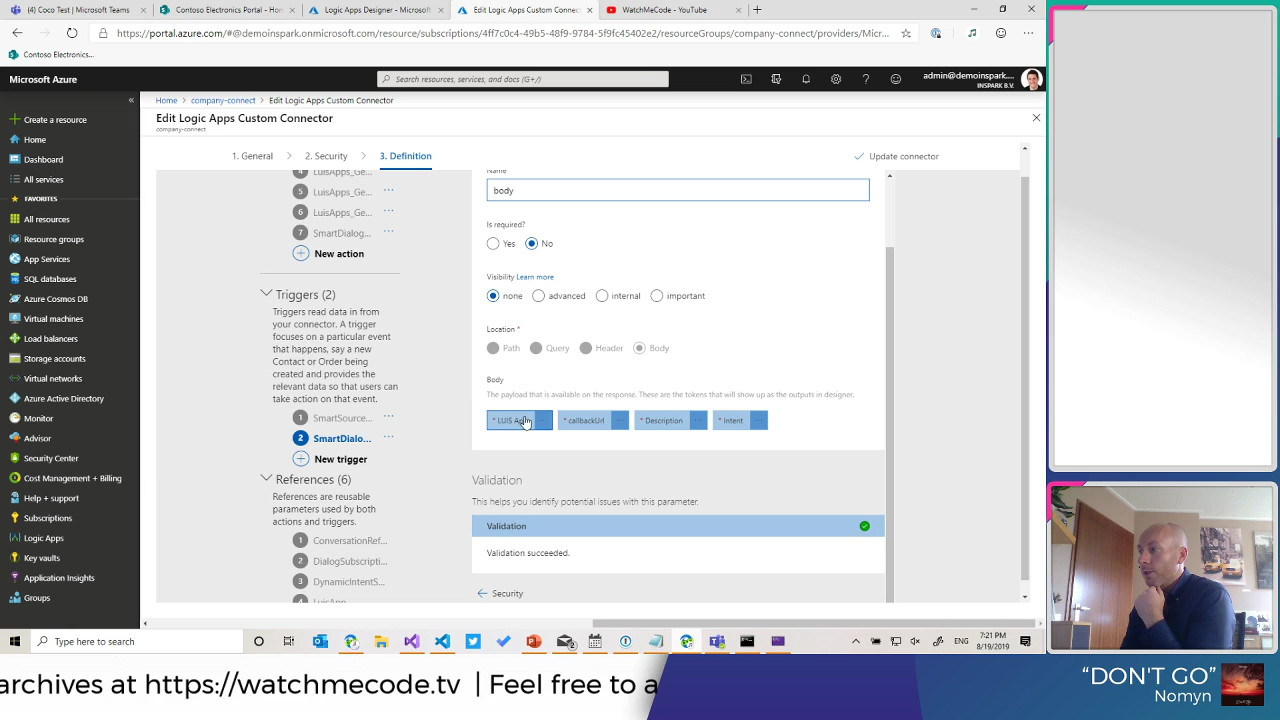 Microsoft Azure
Contoso Electronics Portal - Hom
Logic Apps Designer - Microsoft
Edit Logic Apps Custom Connec
WatchMeCode - YouTube
https://portal.azure.com/#@demoinspark.onmicrosoft.com/resource/subscriptions/4ff7c0c4-49b5-48f9-9784-5f9fc45402e2/resourceGroups/company-connect/providers/Micr...
Contoso Electronics...
Microsoft Azure
Search resources, services, and docs (G+/)
admin@demoinspark....
INSPARK B.V.
Home
company-connect
Edit Logic Apps Custom Connector
Edit Logic Apps Custom Connector
company-connect
Create a resource
Home
Dashboard
All services
FAVORITES
All resources
Resource groups
App Services
SQL databases
Azure Cosmos DB
Virtual machines
Load balancers
Storage accounts
Virtual networks
Azure Active Directory
Monitor
Advisor
Security Center
Cost Management + Billing
Help + support
Subscriptions
Logic Apps
Key vaults
Application Insights
Groups
1. General
2. Security
3. Definition
Update connector
4 LuisApps_Ge...
5 LuisApps_Ge...
6 LuisApps_Ge...
7 SmartDialog...
New action
Triggers (2)
Triggers read data in from
your connector. A trigger
focuses on a particular event
that happens, say a new
Contact or Order being
created and provides the
relevant data so that users can
take action on that event.
1 SmartSource...
2 SmartDialo...
New trigger
References (6)
References are reusable
parameters used by both
actions and triggers.
1 ConversationRef...
2 DialogSubscripti...
3 DynamicIntentS...
4 LuisApp
Name
body
Is required?
Yes No
Visibility Learn more
none advanced internal important
Location *
Path Query Header Body
Body
The payload that is available on the response. These are the tokens that will show up as the outputs in designer.
* LUIS App ... * callbackUrl ... * Description ... * Intent ...
Validation
This helps you identify potential issues with this parameter.
Validation
Validation succeeded.
Security
Type here to search
ENG
7:21 PM
8/19/2019
archives at https://watchmecode.tv | Feel free to a
“DON'T GO”
Nomyn